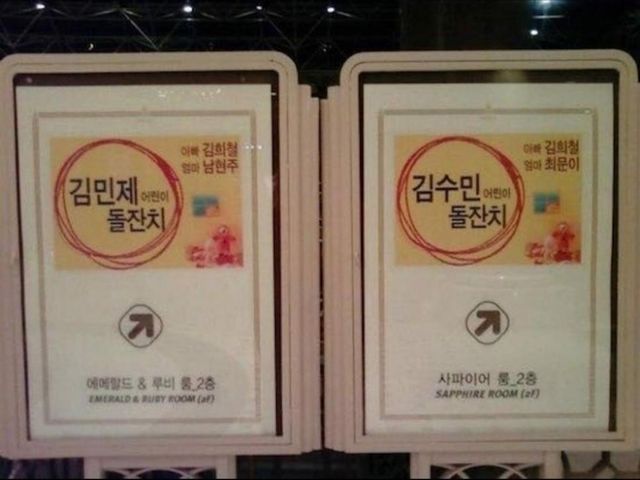 김민제 어린이
돌잔치
아빠 김희철
엄마 남현주
에메랄드 & 루비 룸_2층
EMERALD & RUBY ROOM (2F)
김수민 어린이
돌잔치
아빠 김희철
엄마 최문이
사파이어 룸_2층
SAPPHIRE ROOM (2F)